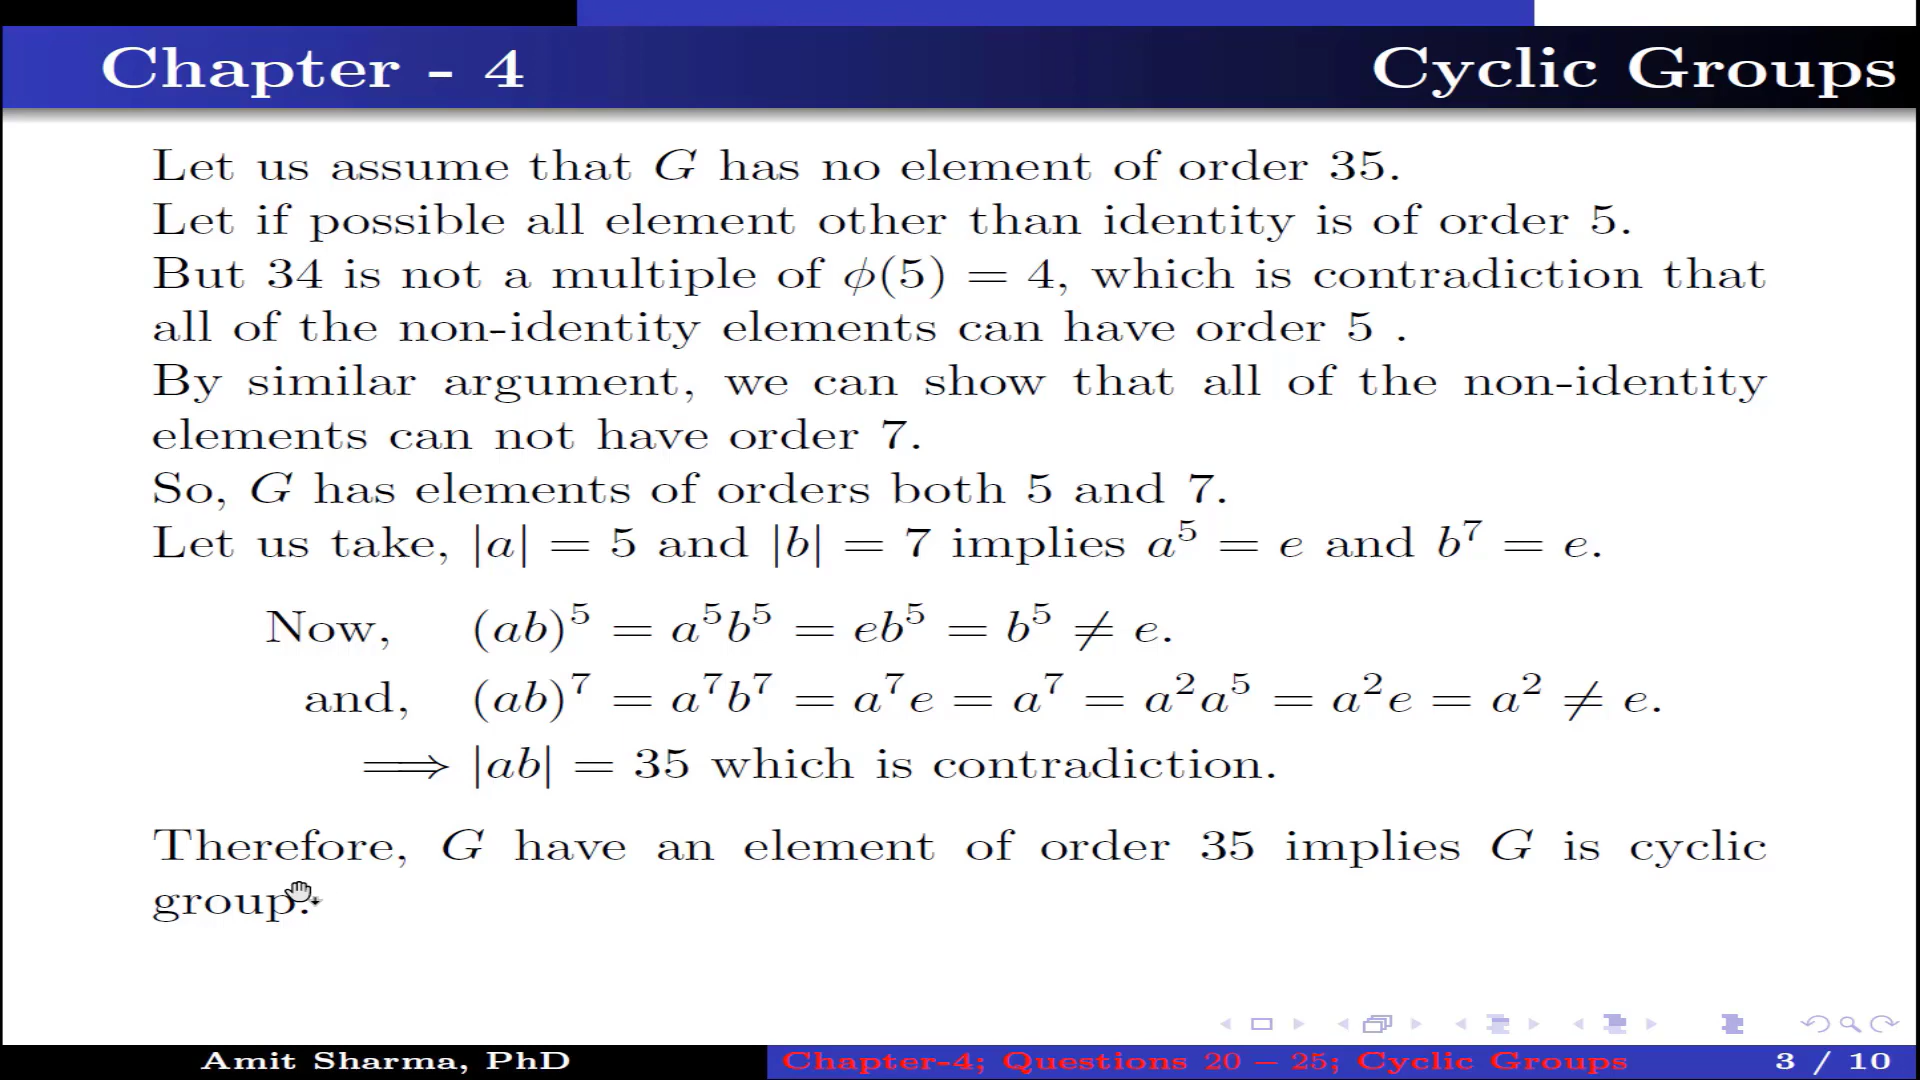 Chapter - 4
Cyclic Groups
Let us assume that G has no element of order 35.
Let if possible all element other than identity is of order 5.
But 34 is not a multiple of ϕ(5) = 4, which is contradiction that
all of the non-identity elements can have order 5 .
By similar argument, we can show that all of the non-identity
elements can not have order 7.
So, G has elements of orders both 5 and 7.
Let us take, |a| = 5 and |b| = 7 implies a⁵ = e and b⁷ = e.
Now, (ab)⁵ = a⁵b⁵ = eb⁵ = b⁵ ≠ e.
and, (ab)⁷ = a⁷b⁷ = a⁷e = a⁷ = a²a⁵ = a²e = a² ≠ e.
⟹ |ab| = 35 which is contradiction.
Therefore, G have an element of order 35 implies G is cyclic
group.
Amit Sharma, PhD
Chapter-4; Questions 20 – 25; Cyclic Groups
3 / 10